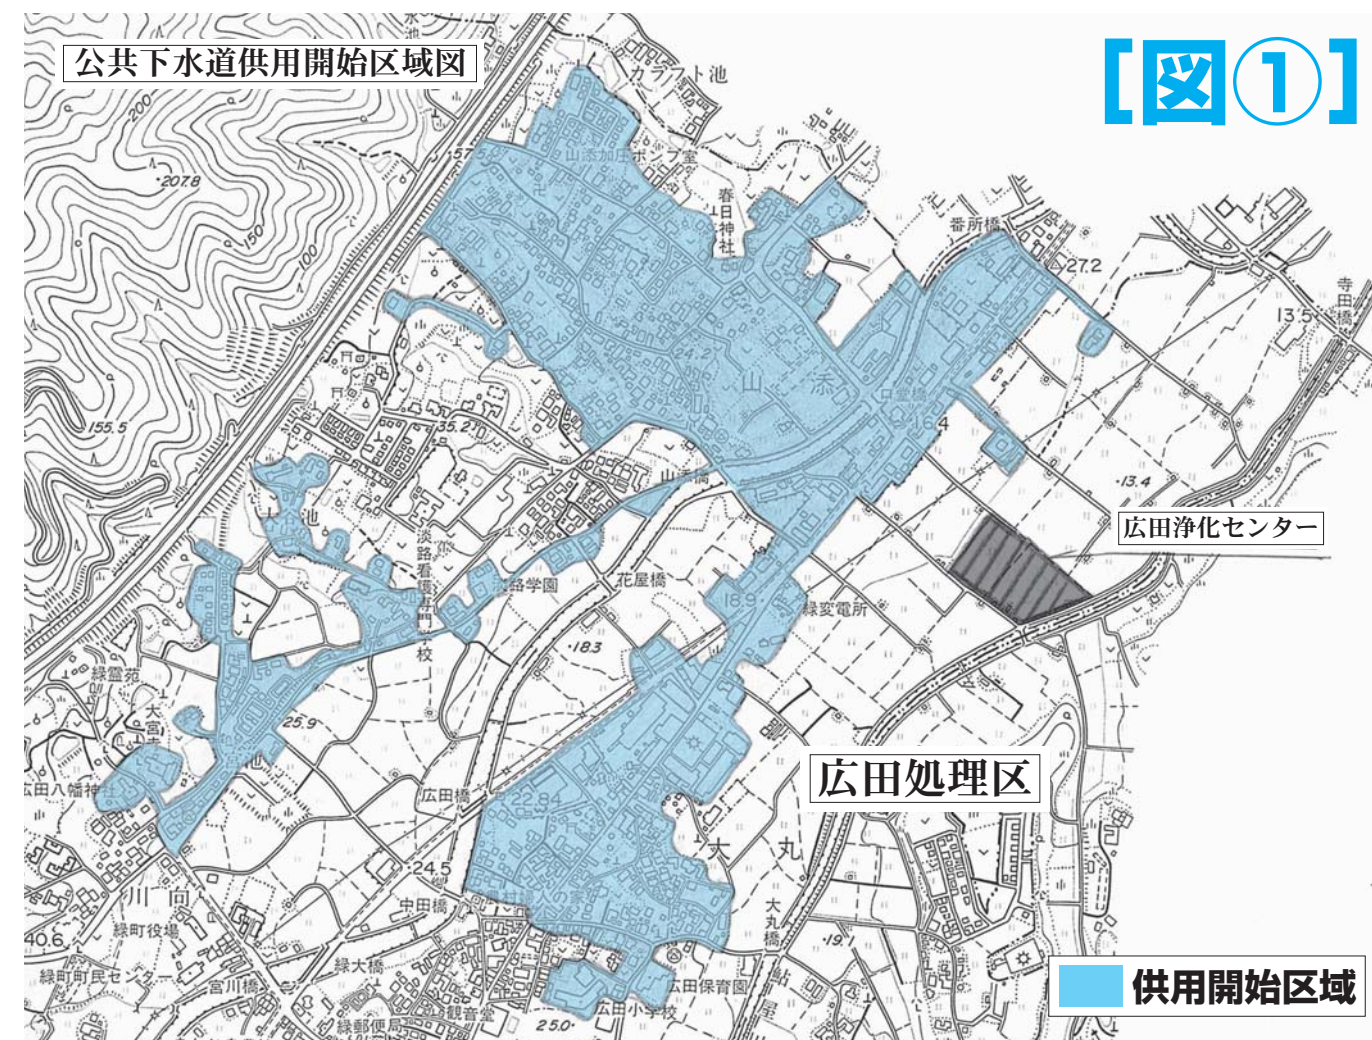 公共下水道供用開始区域図
[図①]
カラフト池
200
57.5
山添加圧ポンプ室
207.8
春日神社
番所橋
150
27.2
100
寺田橋
13.5
24.2
山添
155.5
35.2
山添橋
13.4
広田浄化センター
大池
淡路看護専門学校
淡路学園
花屋橋
18.9
緑変電所
18.3
緑霊苑
25.9
広田処理区
広田八幡神社
広田橋
22.84
大丸
24.5
川向
中田橋
大丸橋
緑町役場
40.6
19.1
緑大橋
緑町町民センター
宮川橋
広田保育園
観音堂
広田小学校
緑郵便局
25.0
供用開始区域